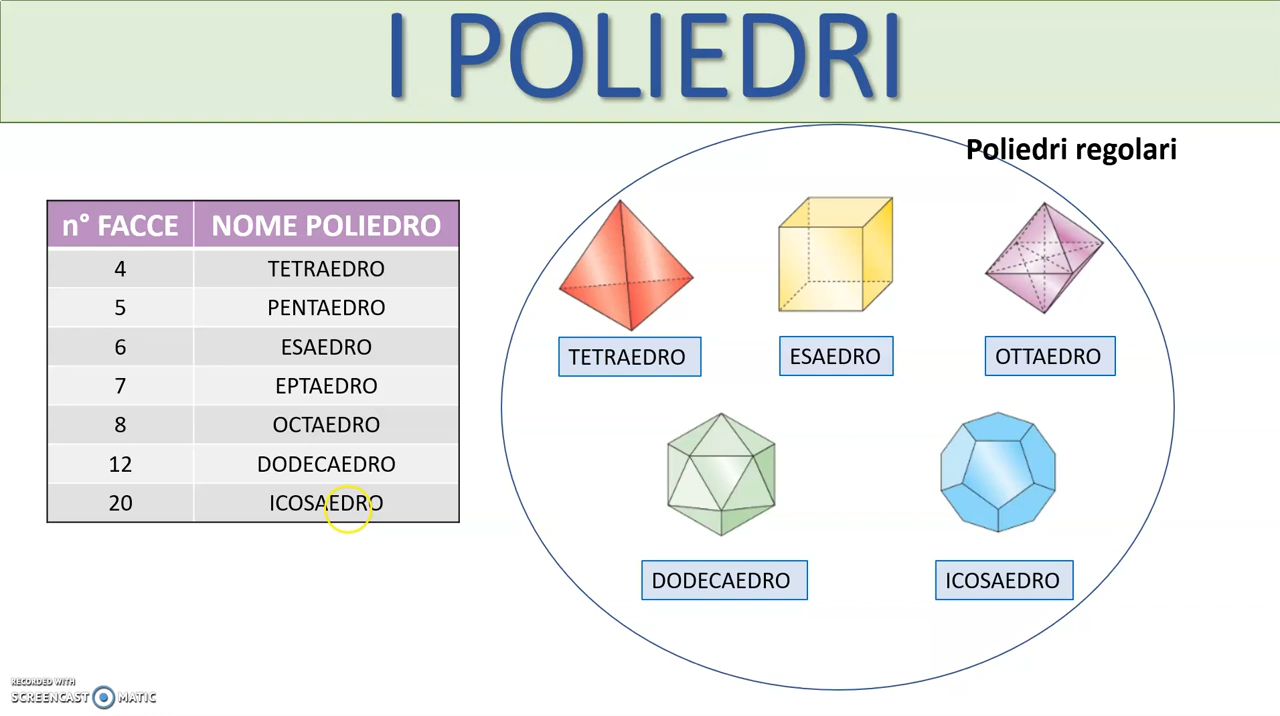 I POLIEDRI
Poliedri regolari
n° FACCE NOME POLIEDRO
4 TETRAEDRO
5 PENTAEDRO
6 ESAEDRO
7 EPTAEDRO
8 OCTAEDRO
12 DODECAEDRO
20 ICOSAEDRO
TETRAEDRO
ESAEDRO
OTTAEDRO
DODECAEDRO
ICOSAEDRO
RECORDED WITH
SCREENCAST MATIC